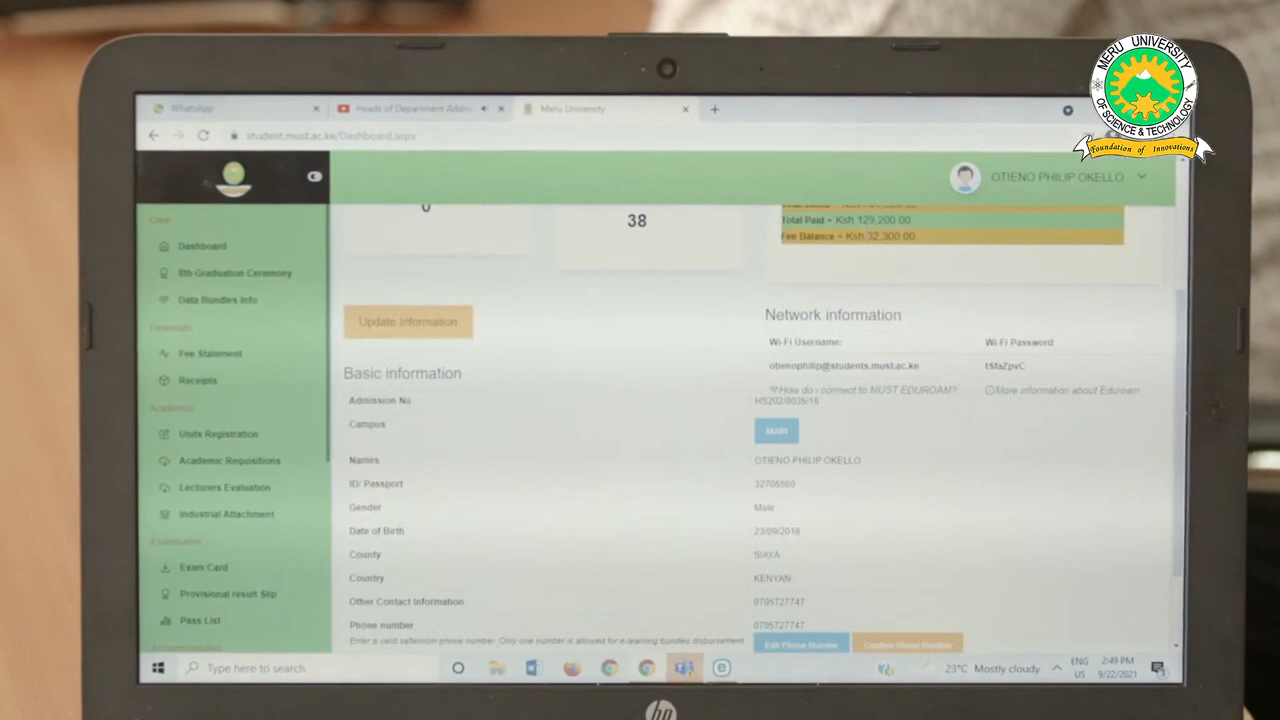 MERU UNIVERSITY
OF SCIENCE & TECHNOLOGY
Foundation of Innovations
WhatsApp
Heads of Department Addre
Meru University
student.must.ac.ke/Dashboard.aspx
OTIENO PHILIP OKELLO
0
38
Total Paid = Ksh 129,200.00
Fee Balance = Ksh 32,300.00
Core
Dashboard
8th Graduation Ceremony
Data Bundles Info
Financials
Fee Statement
Receipts
Academics
Units Registration
Academic Requisitions
Lecturers Evaluation
Industrial Attachment
Examination
Exam Card
Provisional result Slip
Pass List
Accommodation
Update Information
Network information
Wi-Fi Username: Wi-Fi Password
otienophilip@students.must.ac.ke tSfaZpvC
How do i connect to MUST EDUROAM? More information about Eduroam
Basic information
Admission No HS202/0035/16
Campus MAIN
Names OTIENO PHILIP OKELLO
ID/ Passport 32706580
Gender Male
Date of Birth 23/09/2018
County SIAYA
Country KENYAN
Other Contact Information 0705727747
Phone number 0705727747
Enter a valid safaricom phone number. Only one number is allowed for e-learning bundles disbursement
Edit Phone Number Confirm Phone Number
Type here to search
23°C Mostly cloudy
ENG
US
2:49 PM
9/22/2021
hp